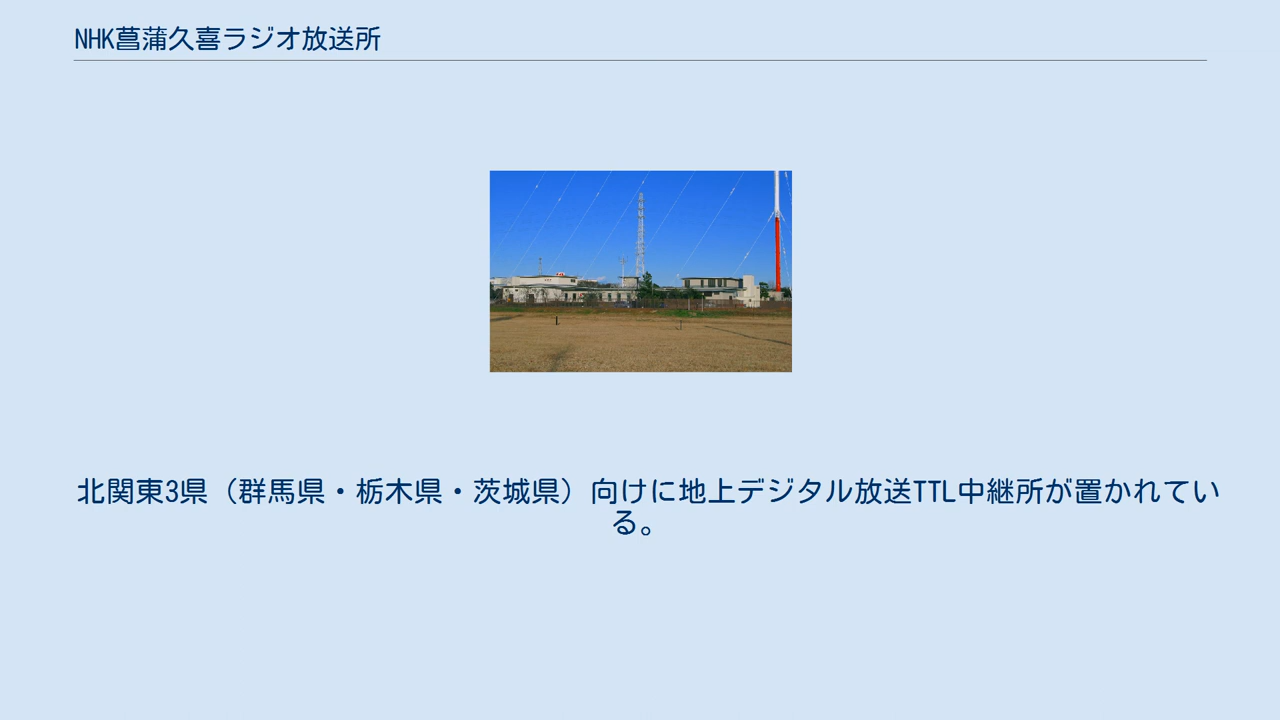 NHK菖蒲久喜ラジオ放送所
北関東3県（群馬県・栃木県・茨城県）向けに地上デジタル放送TTL中継所が置かれてい
る。